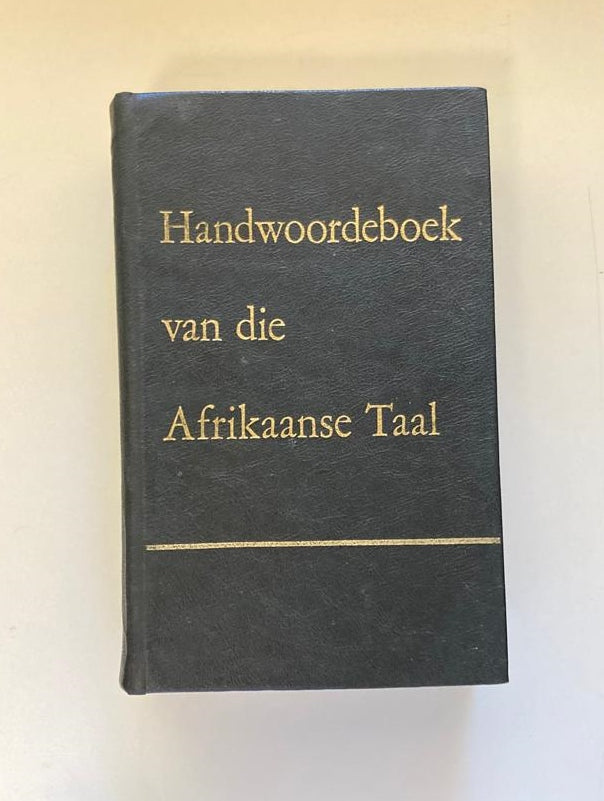 Handwoordeboek
van die
Afrikaanse Taal